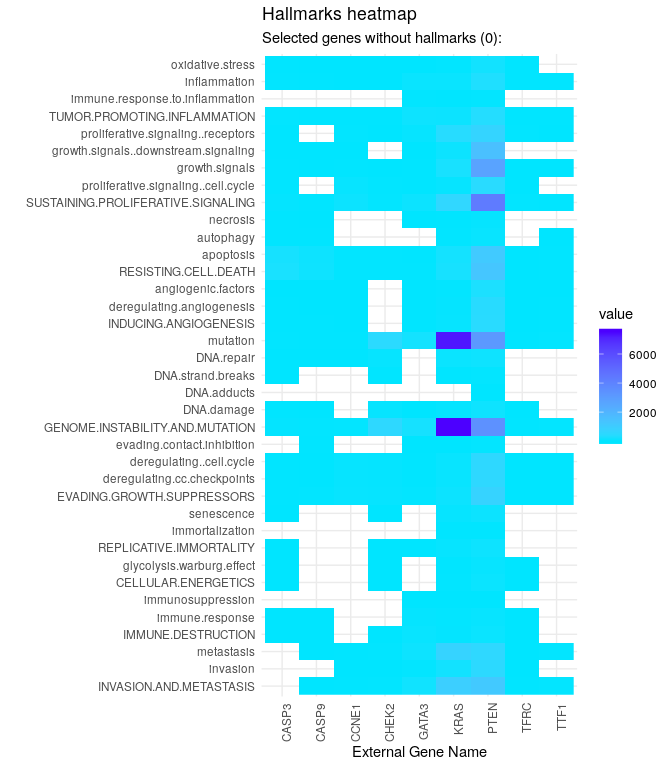 Hallmarks heatmap
Selected genes without hallmarks (0):
oxidative.stress
inflammation
immune.response.to.inflammation
TUMOR.PROMOTING.INFLAMMATION
proliferative.signaling..receptors
growth.signals..downstream.signaling
growth.signals
proliferative.signaling..cell.cycle
SUSTAINING.PROLIFERATIVE.SIGNALING
necrosis
autophagy
apoptosis
RESISTING.CELL.DEATH
angiogenic.factors
deregulating.angiogenesis
INDUCING.ANGIOGENESIS
mutation
DNA.repair
DNA.strand.breaks
DNA.adducts
DNA.damage
GENOME.INSTABILITY.AND.MUTATION
evading.contact.inhibition
deregulating..cell.cycle
deregulating.cc.checkpoints
EVADING.GROWTH.SUPPRESSORS
senescence
immortalization
REPLICATIVE.IMMORTALITY
glycolysis.warburg.effect
CELLULAR.ENERGETICS
immunosuppression
immune.response
IMMUNE.DESTRUCTION
metastasis
invasion
INVASION.AND.METASTASIS
CASP3
CASP9
CCNE1
CHEK2
GATA3
KRAS
PTEN
TFRC
TTF1
External Gene Name
value
6000
4000
2000